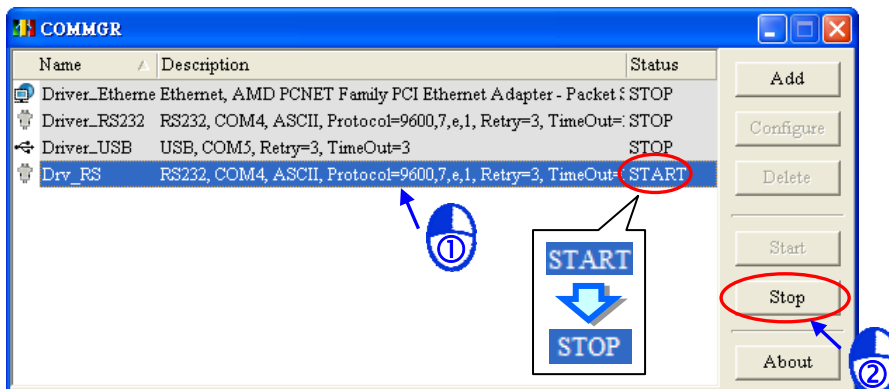 COMMGR
Name Description Status
Driver_Etherne Ethernet, AMD PCNET Family PCI Ethernet Adapter - Packet STOP
Driver_RS232 RS232, COM4, ASCII, Protocol=9600,7,e,1, Retry=3, TimeOut= STOP
Driver_USB USB, COM5, Retry=3, TimeOut=3 STOP
Drv_RS RS232, COM4, ASCII, Protocol=9600,7,e,1, Retry=3, TimeOut= START
Add
Configure
Delete
Start
Stop
About
①
START
STOP
②